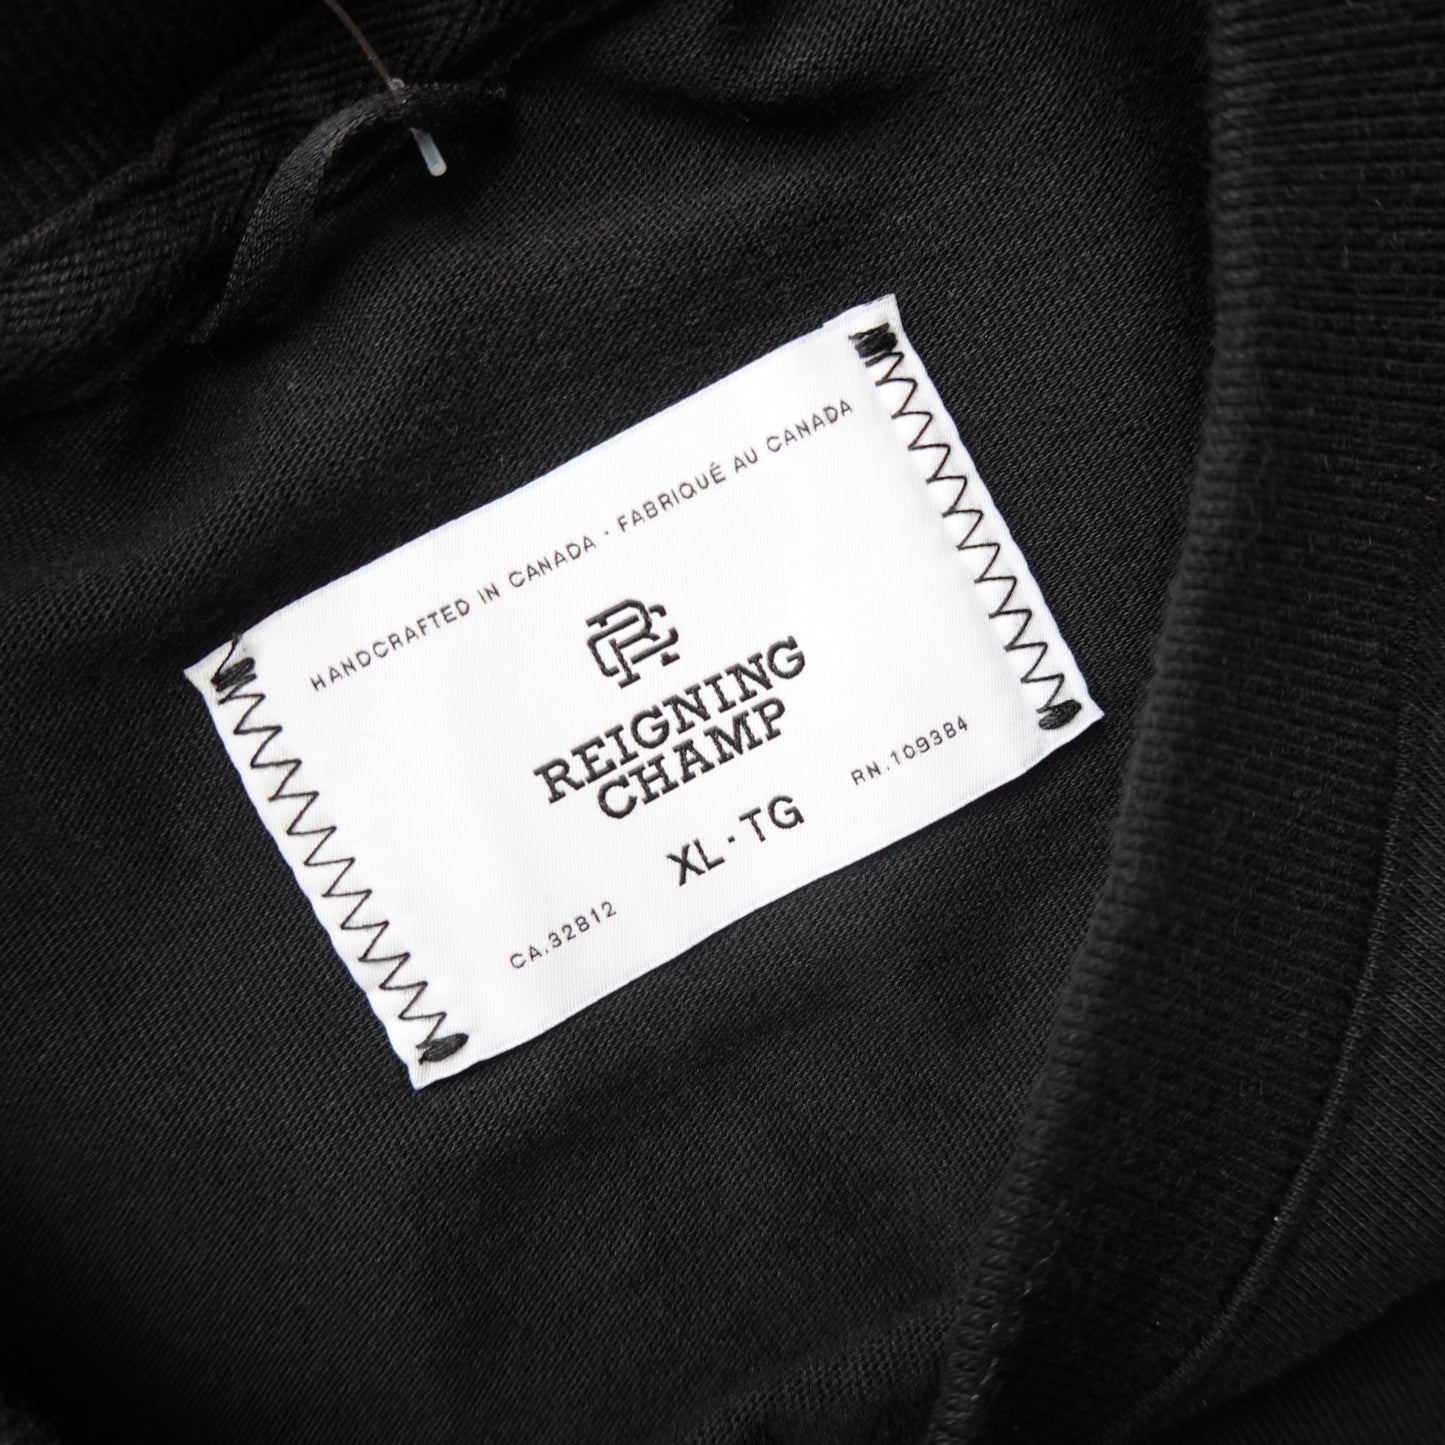 HANDCRAFTED IN CANADA · FABRIQUÉ AU CANADA
RC
REIGNING
CHAMP
XL · TG
CA.32812
RN.109384